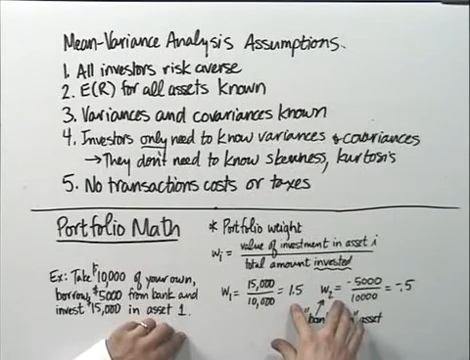 Mean-Variance Analysis Assumptions.
1. All investors risk averse
2. E(R) for all assets known
3. Variances and covariances known
4. Investors only need to know variances & covariances
→ They don't need to know skewness, kurtosis
5. No transactions costs or taxes
Portfolio Math
* Portfolio weight
wi = value of investment in asset i / total amount invested
Ex: Take $10,000 of your own,
borrow $5000 from bank and
invest $15,000 in asset 1.
w1 = 15,000 / 10,000 = 1.5
w2 = -5000 / 10000 = -.5
asset